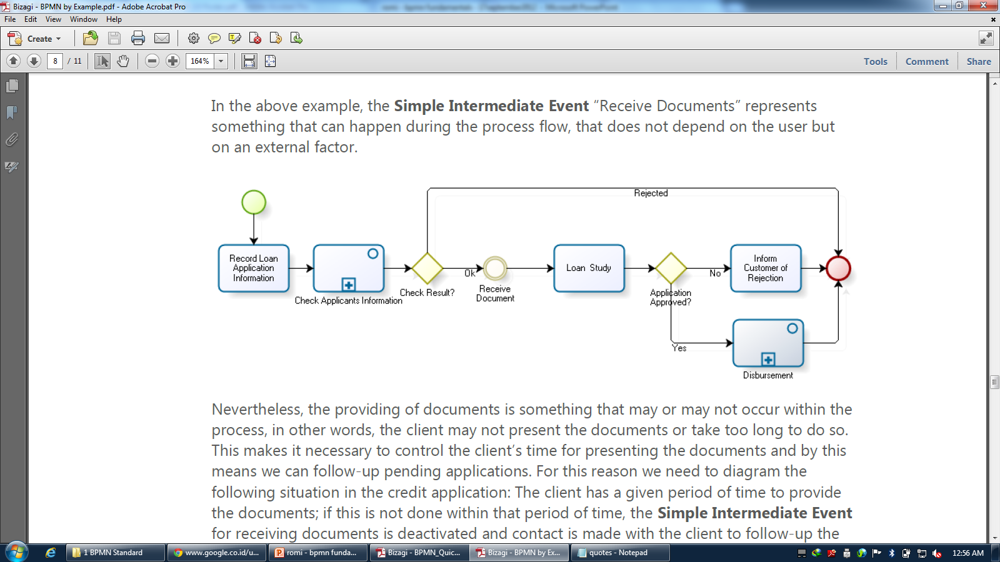 Bizagi - BPMN by Example.pdf - Adobe Acrobat Pro
File Edit View Window Help
Create
8 / 11
164%
Tools Comment Share
In the above example, the Simple Intermediate Event “Receive Documents” represents
something that can happen during the process flow, that does not depend on the user but
on an external factor.
Rejected
Record Loan
Application
Information
Check Applicants Information
Check Result?
Ok
Receive
Document
Loan Study
Application
Approved?
No
Inform
Customer of
Rejection
Yes
Disbursement
Nevertheless, the providing of documents is something that may or may not occur within the
process, in other words, the client may not present the documents or take too long to do so.
This makes it necessary to control the client’s time for presenting the documents and by this
means we can follow-up pending applications. For this reason we need to diagram the
following situation in the credit application: The client has a given period of time to provide
the documents; if this is not done within that period of time, the Simple Intermediate Event
for receiving documents is deactivated and contact is made with the client to follow-up the
1 BPMN Standard
www.google.co.id/u...
romi - bpmn funda...
Bizagi - BPMN_Quic...
Bizagi - BPMN by Ex...
quotes - Notepad
12:56 AM